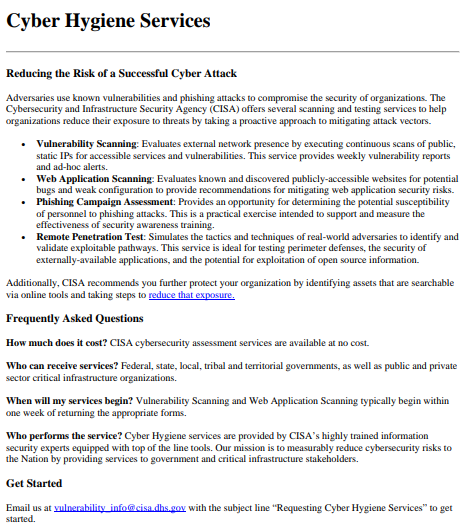 Cyber Hygiene Services
Reducing the Risk of a Successful Cyber Attack
Adversaries use known vulnerabilities and phishing attacks to compromise the security of organizations. The
Cybersecurity and Infrastructure Security Agency (CISA) offers several scanning and testing services to help
organizations reduce their exposure to threats by taking a proactive approach to mitigating attack vectors.
• Vulnerability Scanning: Evaluates external network presence by executing continuous scans of public,
static IPs for accessible services and vulnerabilities. This service provides weekly vulnerability reports
and ad-hoc alerts.
• Web Application Scanning: Evaluates known and discovered publicly-accessible websites for potential
bugs and weak configuration to provide recommendations for mitigating web application security risks.
• Phishing Campaign Assessment: Provides an opportunity for determining the potential susceptibility
of personnel to phishing attacks. This is a practical exercise intended to support and measure the
effectiveness of security awareness training.
• Remote Penetration Test: Simulates the tactics and techniques of real-world adversaries to identify and
validate exploitable pathways. This service is ideal for testing perimeter defenses, the security of
externally-available applications, and the potential for exploitation of open source information.
Additionally, CISA recommends you further protect your organization by identifying assets that are searchable
via online tools and taking steps to reduce that exposure.
Frequently Asked Questions
How much does it cost? CISA cybersecurity assessment services are available at no cost.
Who can receive services? Federal, state, local, tribal and territorial governments, as well as public and private
sector critical infrastructure organizations.
When will my services begin? Vulnerability Scanning and Web Application Scanning typically begin within
one week of returning the appropriate forms.
Who performs the service? Cyber Hygiene services are provided by CISA's highly trained information
security experts equipped with top of the line tools. Our mission is to measurably reduce cybersecurity risks to
the Nation by providing services to government and critical infrastructure stakeholders.
Get Started
Email us at vulnerability_info@cisa.dhs.gov with the subject line “Requesting Cyber Hygiene Services” to get
started.